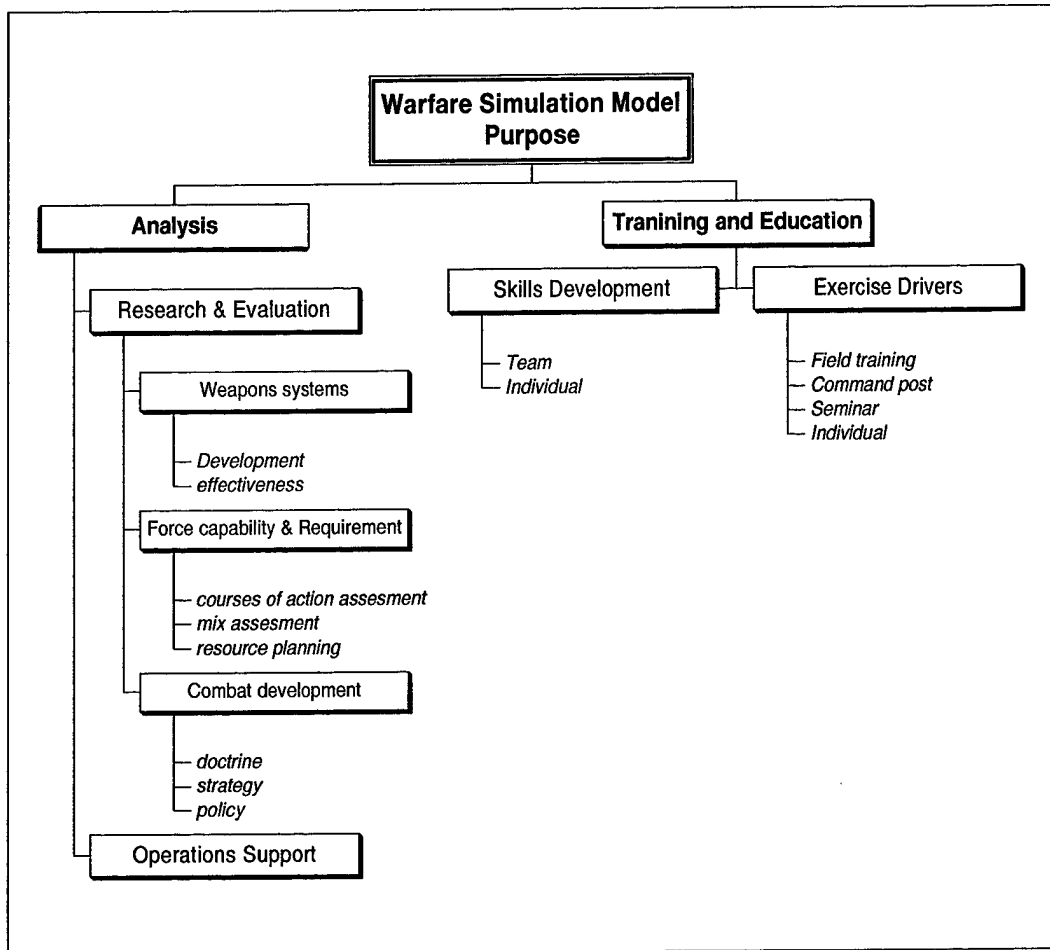 Warfare Simulation Model
Purpose
Analysis
Research & Evaluation
Weapons systems
Development
effectiveness
Force capability & Requirement
courses of action assesment
mix assesment
resource planning
Combat development
doctrine
strategy
policy
Operations Support
Tranining and Education
Skills Development
Team
Individual
Exercise Drivers
Field training
Command post
Seminar
Individual